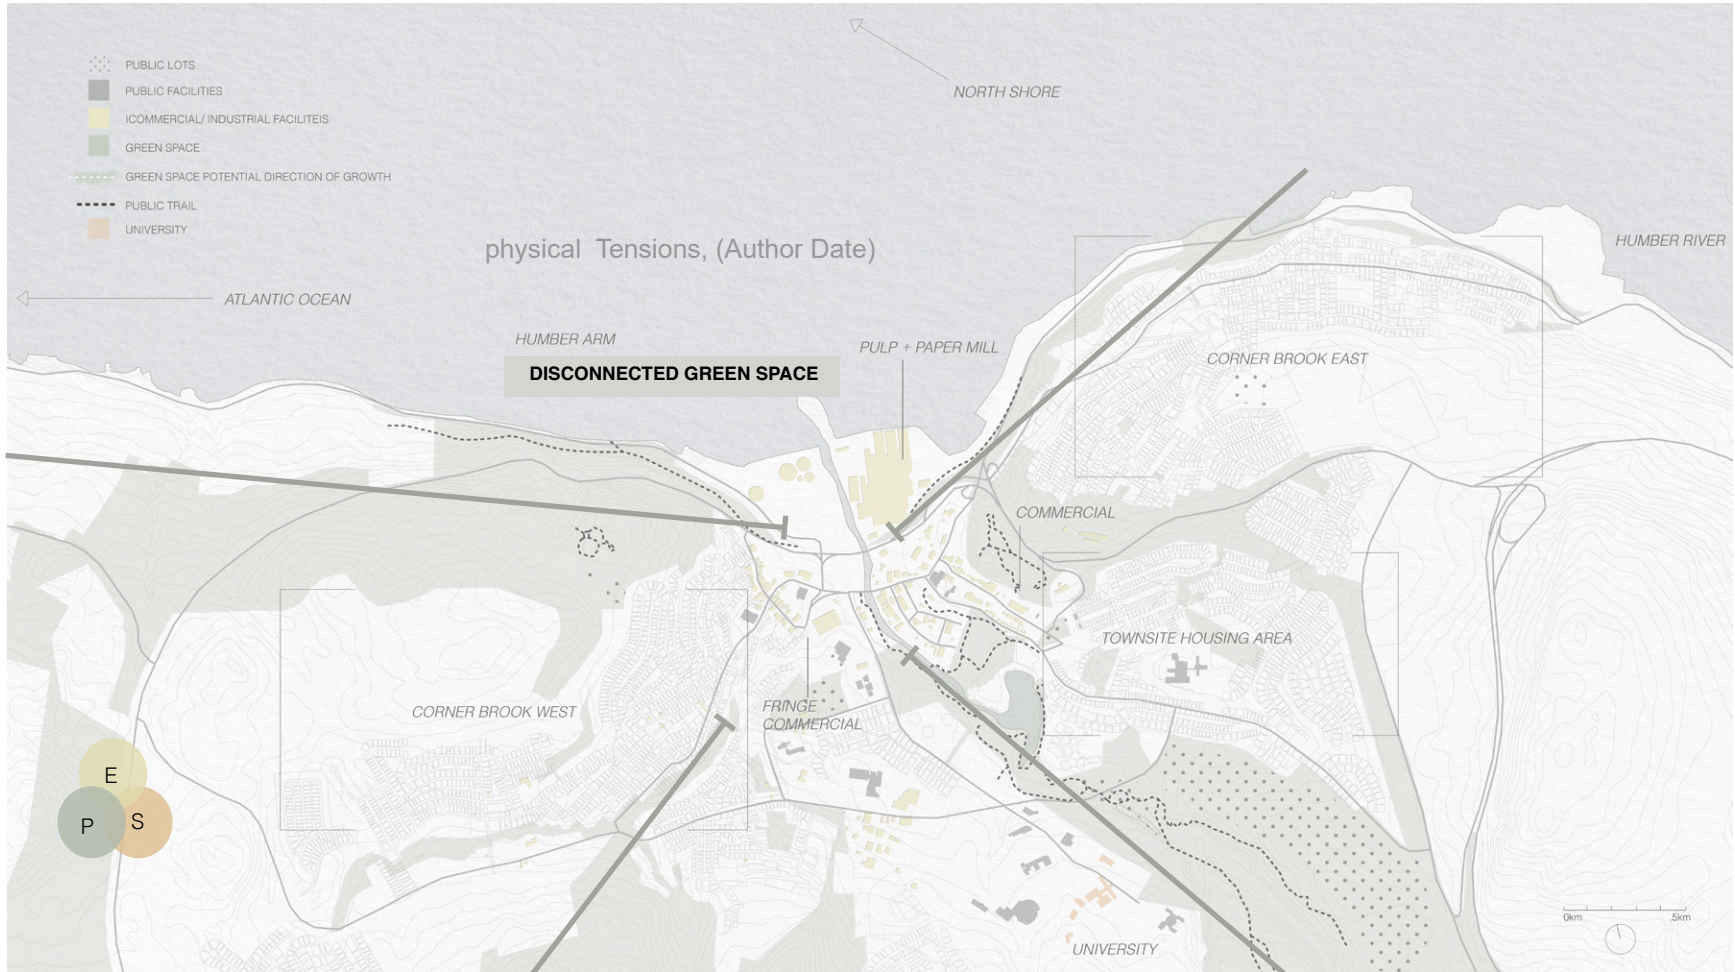 PUBLIC LOTS
PUBLIC FACILITIES
ICOMMERCIAL/ INDUSTRIAL FACILITEIS
GREEN SPACE
GREEN SPACE POTENTIAL DIRECTION OF GROWTH
PUBLIC TRAIL
UNIVERSITY
NORTH SHORE
physical Tensions, (Author Date)
HUMBER RIVER
ATLANTIC OCEAN
HUMBER ARM
PULP + PAPER MILL
CORNER BROOK EAST
DISCONNECTED GREEN SPACE
COMMERCIAL
TOWNSITE HOUSING AREA
CORNER BROOK WEST
FRINGE
COMMERCIAL
E
P
S
0km
.5km
UNIVERSITY